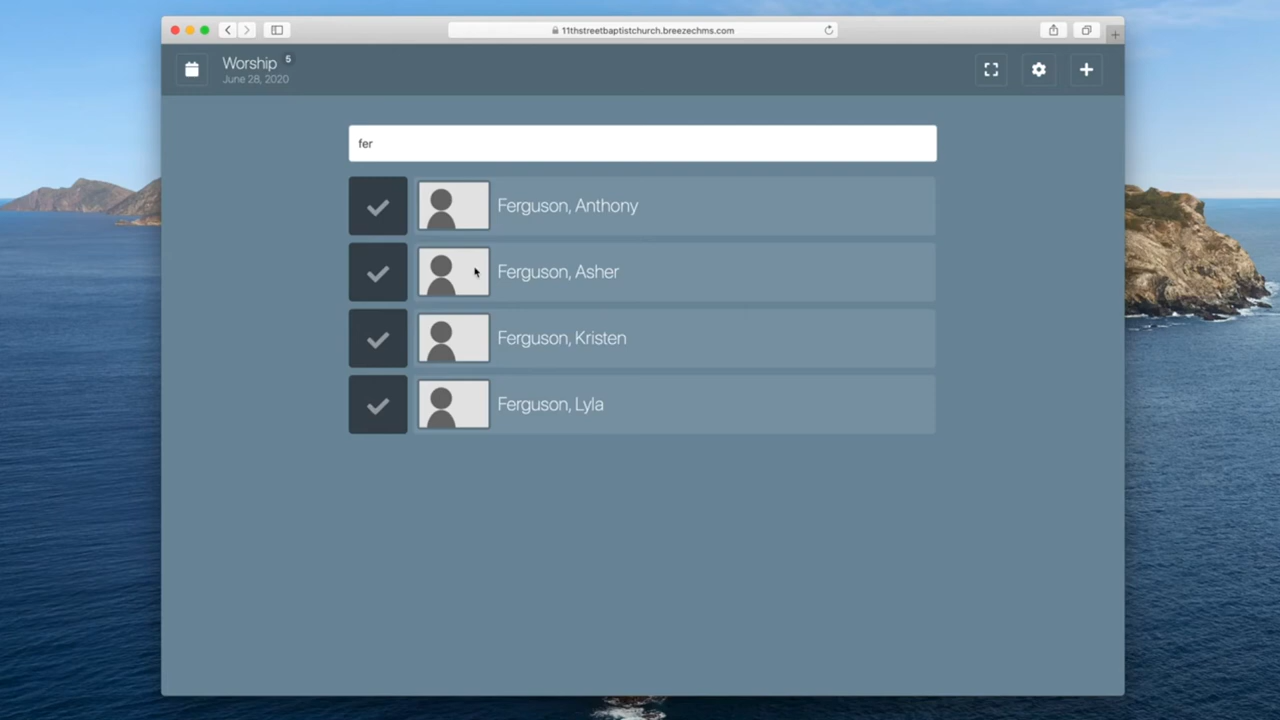 11thstreetbaptistchurch.breezechms.com
Worship 5
June 28, 2020
fer
Ferguson, Anthony
Ferguson, Asher
Ferguson, Kristen
Ferguson, Lyla